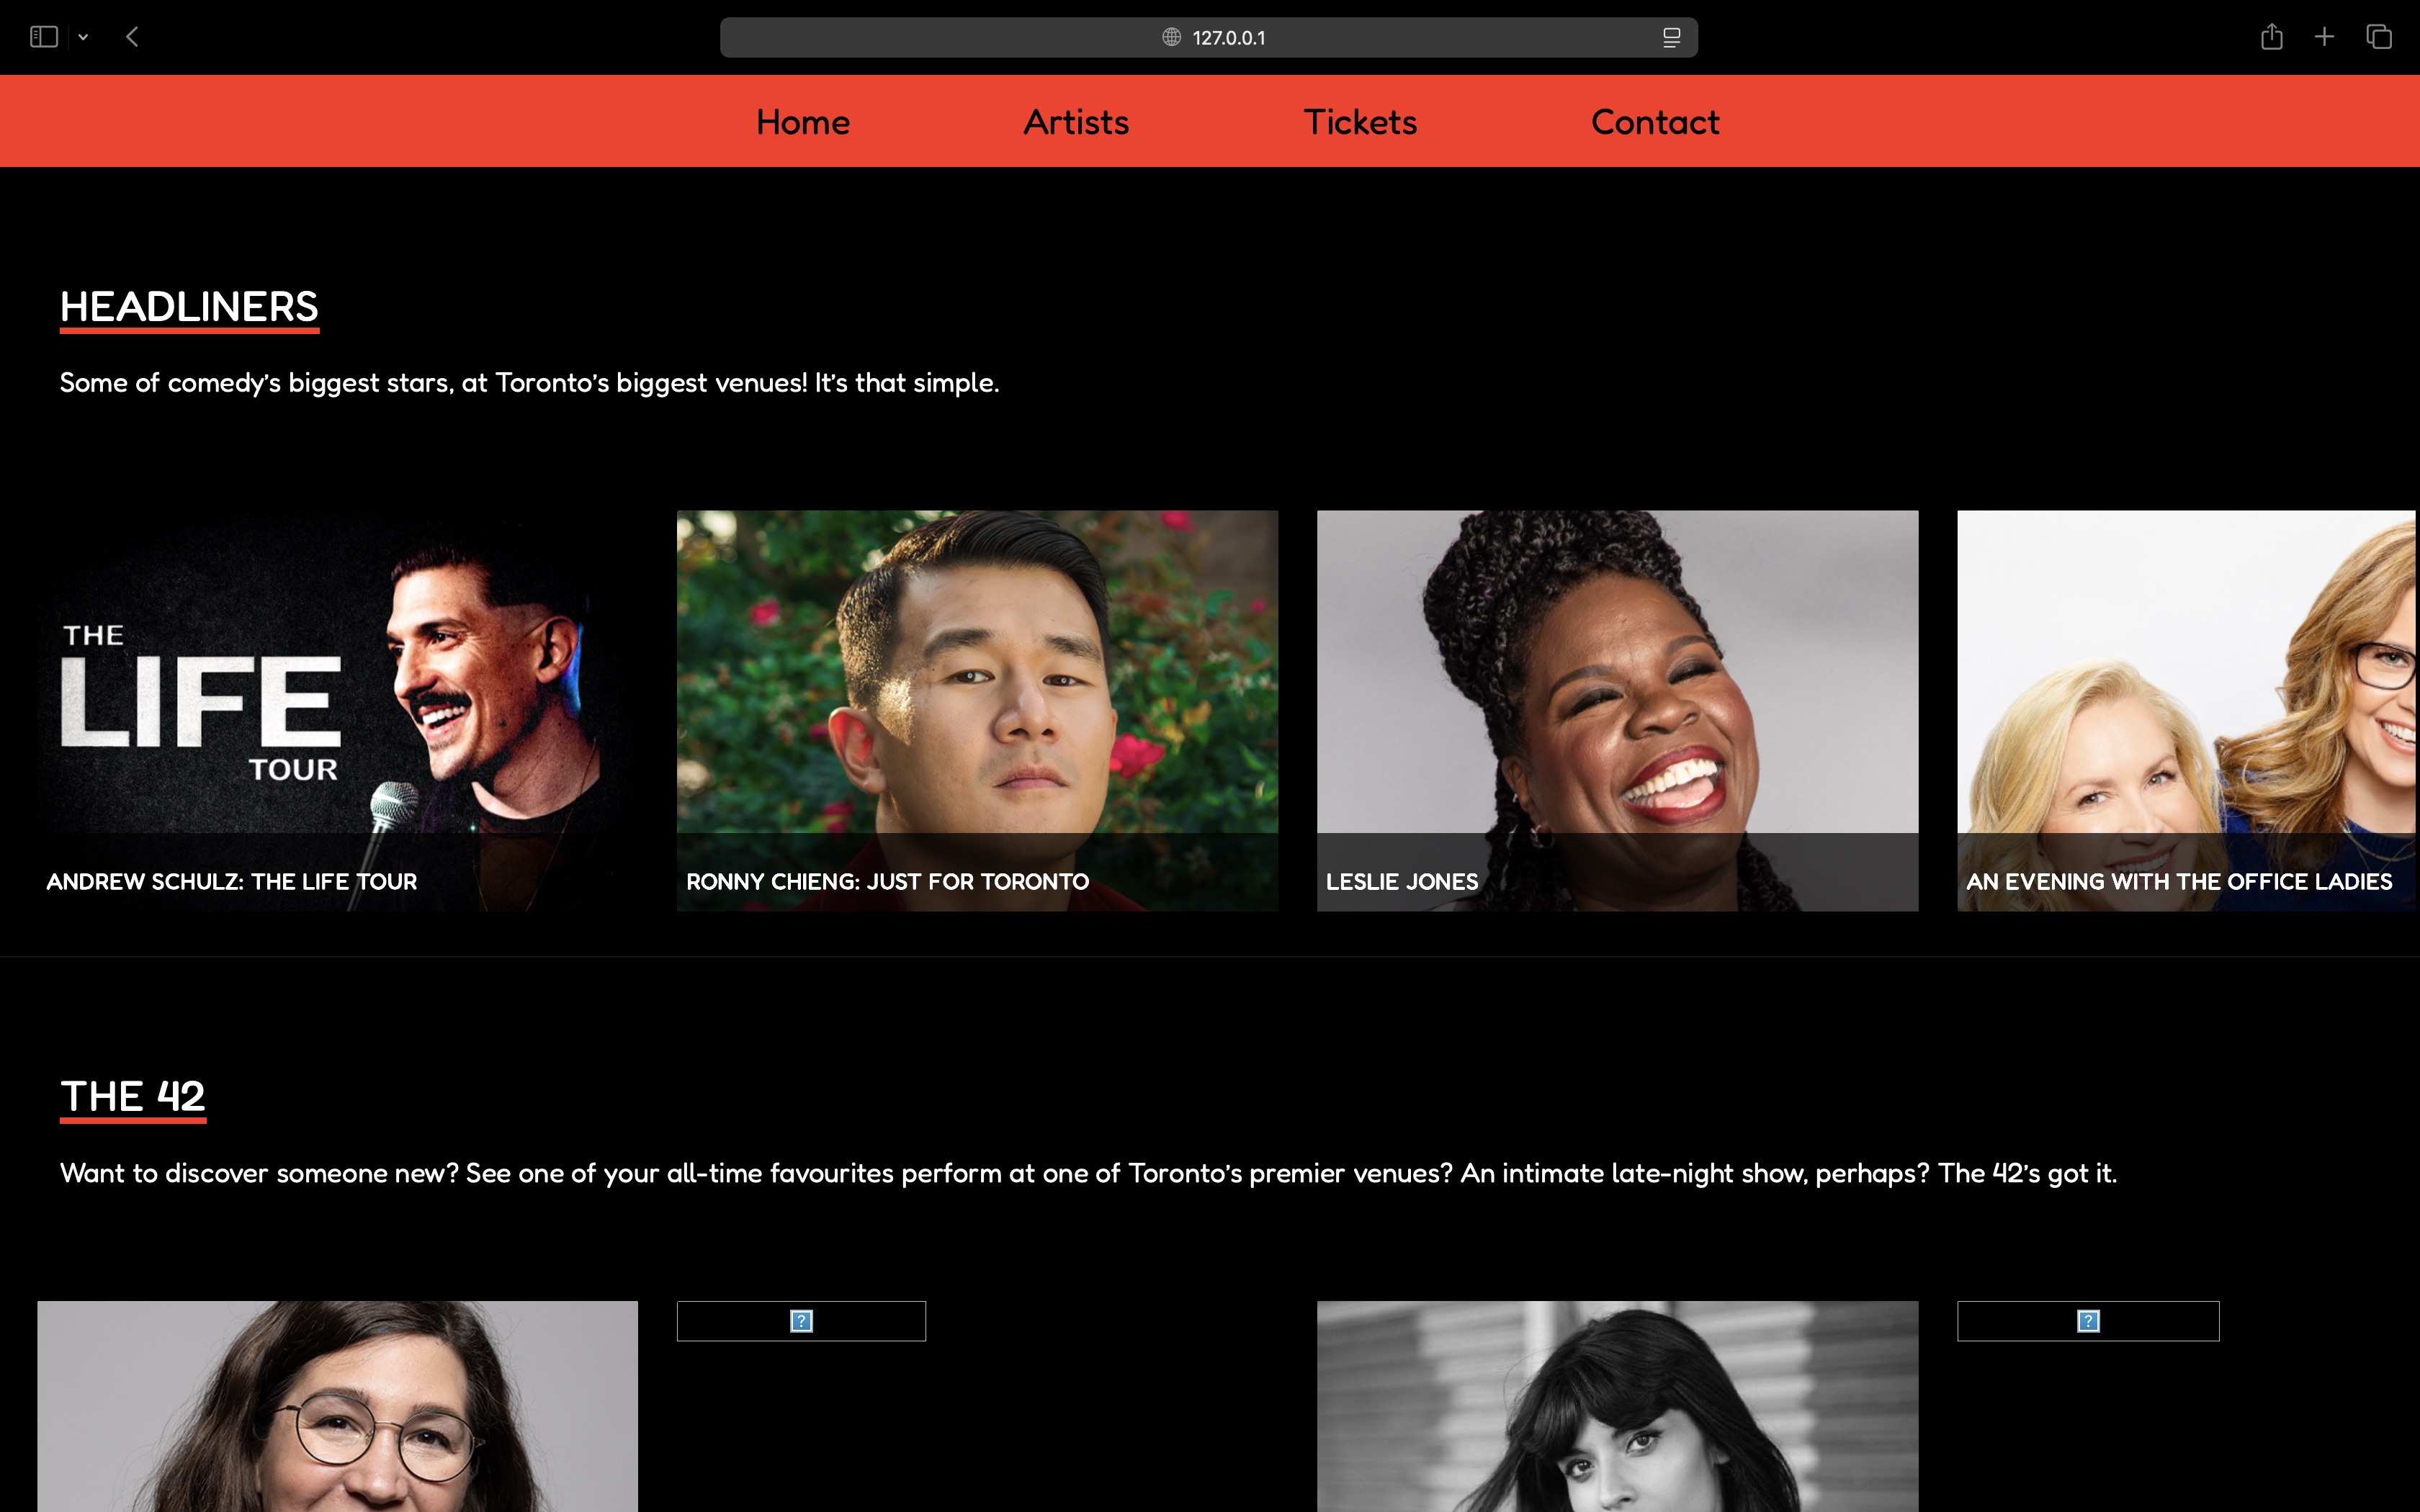 127.0.0.1
Home Artists Tickets Contact
HEADLINERS
Some of comedy’s biggest stars, at Toronto’s biggest venues! It’s that simple.
THE
LIFE
TOUR
ANDREW SCHULZ: THE LIFE TOUR
RONNY CHIENG: JUST FOR TORONTO
LESLIE JONES
AN EVENING WITH THE OFFICE LADIES
THE 42
Want to discover someone new? See one of your all-time favourites perform at one of Toronto’s premier venues? An intimate late-night show, perhaps? The 42’s got it.
?
?